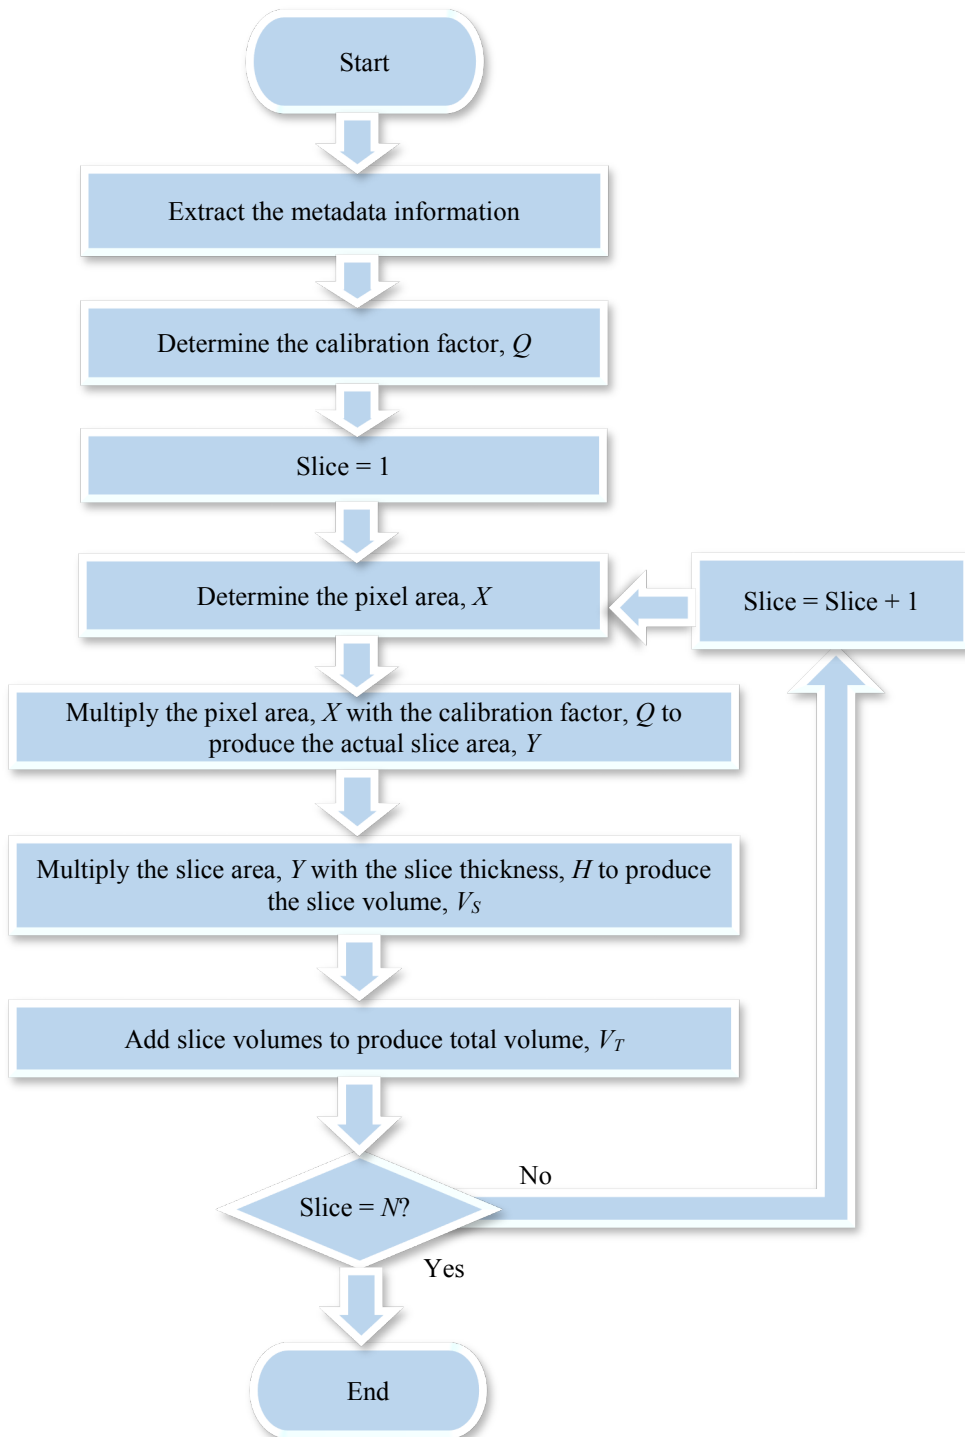 Start
Extract the metadata information
Determine the calibration factor, Q
Slice = 1
Determine the pixel area, X
Slice = Slice + 1
Multiply the pixel area, X with the calibration factor, Q to
produce the actual slice area, Y
Multiply the slice area, Y with the slice thickness, H to produce
the slice volume, V_S
Add slice volumes to produce total volume, V_T
No
Slice = N?
Yes
End